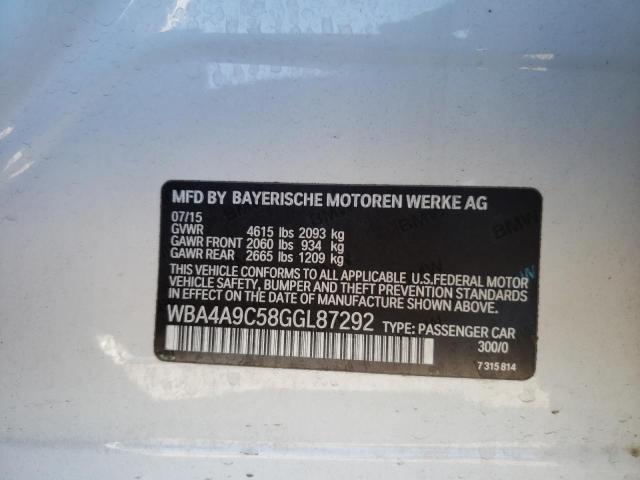 MFD BY BAYERISCHE MOTOREN WERKE AG
07/15
GVWR 4615 lbs 2093 kg
GAWR FRONT 2060 lbs 934 kg
GAWR REAR 2665 lbs 1209 kg
THIS VEHICLE CONFORMS TO ALL APPLICABLE U.S.FEDERAL MOTOR
VEHICLE SAFETY, BUMPER AND THEFT PREVENTION STANDARDS
IN EFFECT ON THE DATE OF MANUFACTURE SHOWN ABOVE.
WBA4A9C58GGL87292 TYPE: PASSENGER CAR
300/0
7 315 814